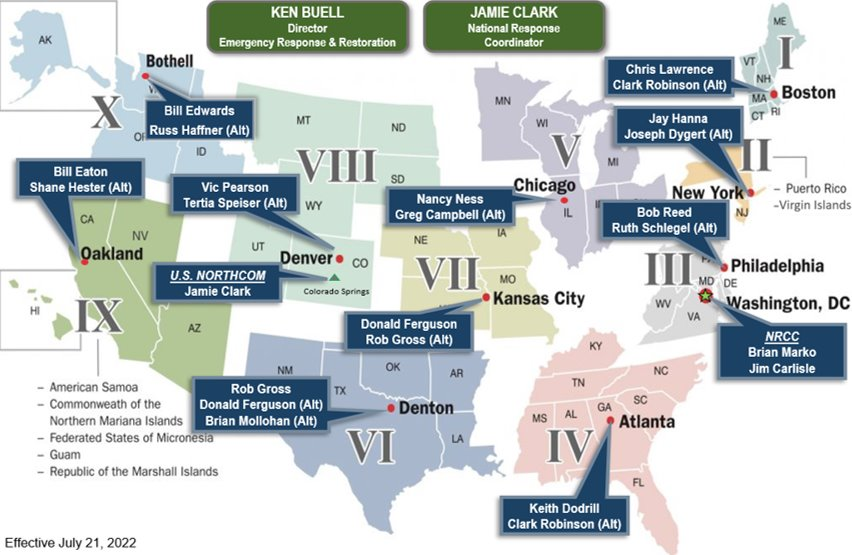 KEN BUELL
Director
Emergency Response & Restoration
JAMIE CLARK
National Response
Coordinator
AK
Bothell
X
OR
ID
Bill Edwards
Russ Haffner (Alt)
MT
ND
SD
WY
UT
CO
VIII
MN
WI
MI
IL
V
ME
VT
NH
MA
CT
RI
I
Chris Lawrence
Clark Robinson (Alt)
Boston
Jay Hanna
Joseph Dygert (Alt)
II
New York
NJ
– Puerto Rico
–Virgin Islands
Bill Eaton
Shane Hester (Alt)
CA
NV
AZ
HI
Oakland
IX
Vic Pearson
Tertia Speiser (Alt)
Denver
U.S. NORTHCOM
Jamie Clark
Colorado Springs
Chicago
Nancy Ness
Greg Campbell (Alt)
Bob Reed
Ruth Schlegel (Alt)
III
Philadelphia
MD
DE
WV
VA
Washington, DC
NRCC
Brian Marko
Jim Carlisle
NE
IA
MO
VII
Kansas City
Donald Ferguson
Rob Gross (Alt)
– American Samoa
– Commonweath of the
Northern Mariana Islands
– Federated States of Micronesia
– Guam
– Republic of the Marshall Islands
NM
TX
OK
AR
LA
Rob Gross
Donald Ferguson (Alt)
Brian Mollohan (Alt)
Denton
VI
KY
TN
NC
SC
MS
AL
GA
FL
IV
Atlanta
Keith Dodrill
Clark Robinson (Alt)
Effective July 21, 2022